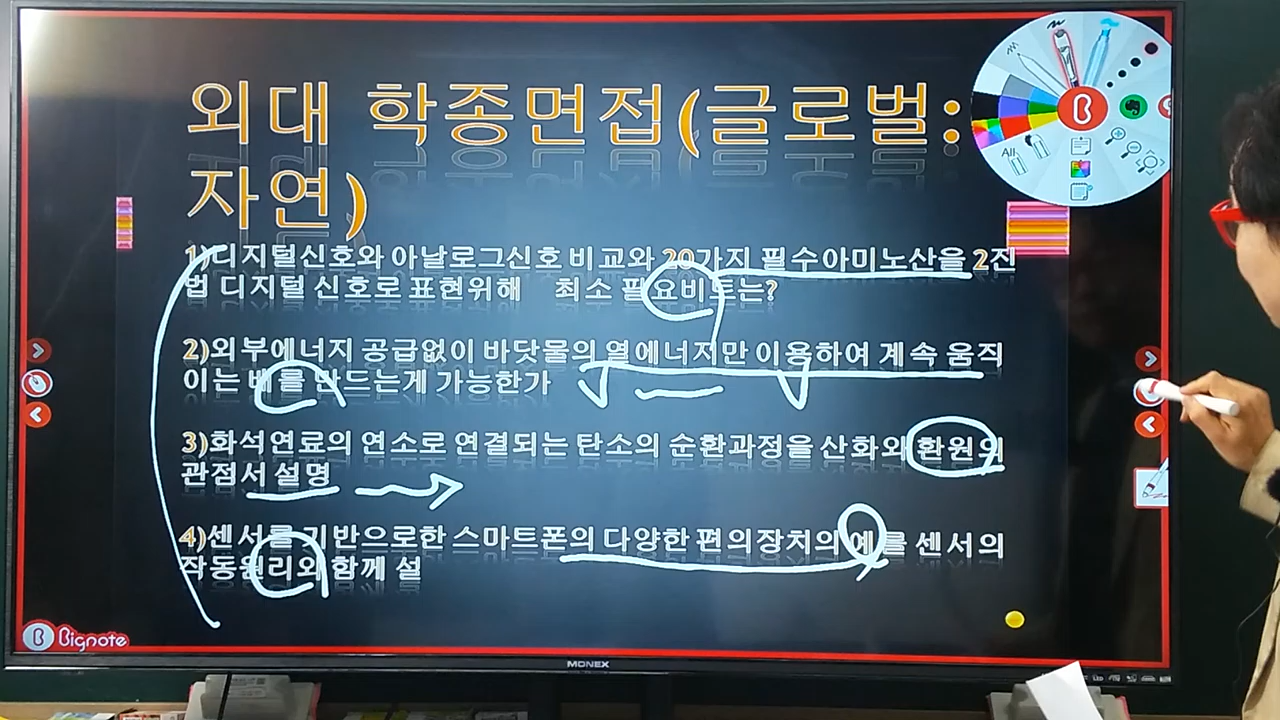 외대 학종면접(글로벌:
자연)
1)디지털신호와 아날로그신호 비교와 20가지 필수아미노산을 2진
법 디지털 신호로 표현위해 최소 필요비트는?
2)외부에너지 공급없이 바닷물의 열에너지만 이용하여 계속 움직
이는 배를 만드는게 가능한가
3)화석연료의 연소로 연결되는 탄소의 순환과정을 산화와 환원의
관점서 설명
4)센서를 기반으로한 스마트폰의 다양한 편의장치의 예를 센서의
작동원리와 함께 설
All
Bignote
MONEX